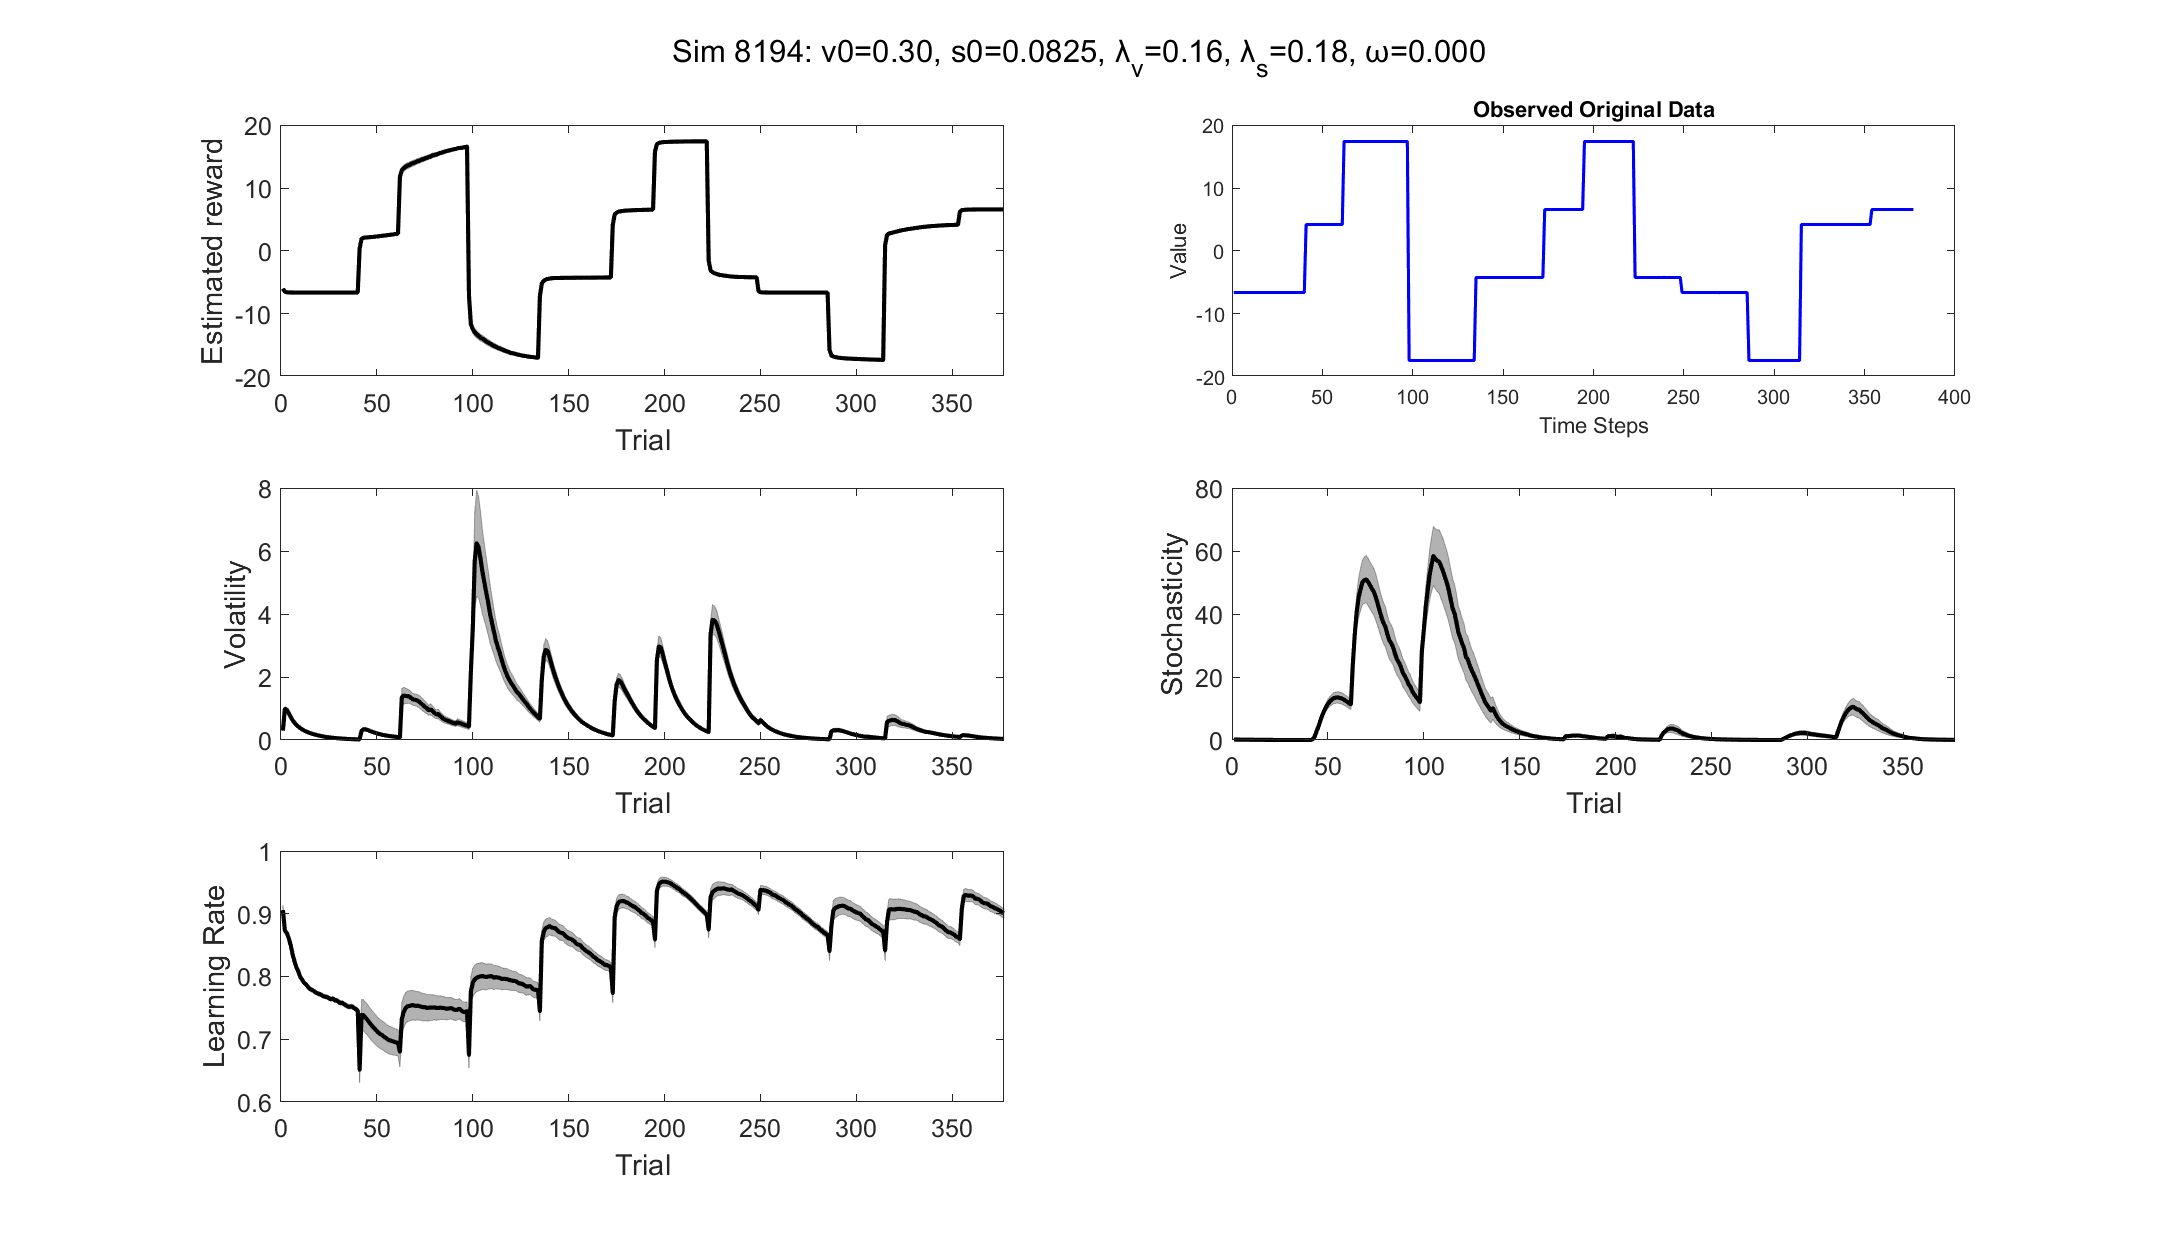 Sim 8194: v0=0.30, s0=0.0825, λv=0.16, λs=0.18, ω=0.000
Estimated reward
20
10
0
-10
-20
0 50 100 150 200 250 300 350
Trial
Observed Original Data
Value
20
10
0
-10
-20
0 50 100 150 200 250 300 350 400
Time Steps
Volatility
8
6
4
2
0
0 50 100 150 200 250 300 350
Trial
Stochasticity
80
60
40
20
0
0 50 100 150 200 250 300 350
Trial
Learning Rate
1
0.9
0.8
0.7
0.6
0 50 100 150 200 250 300 350
Trial